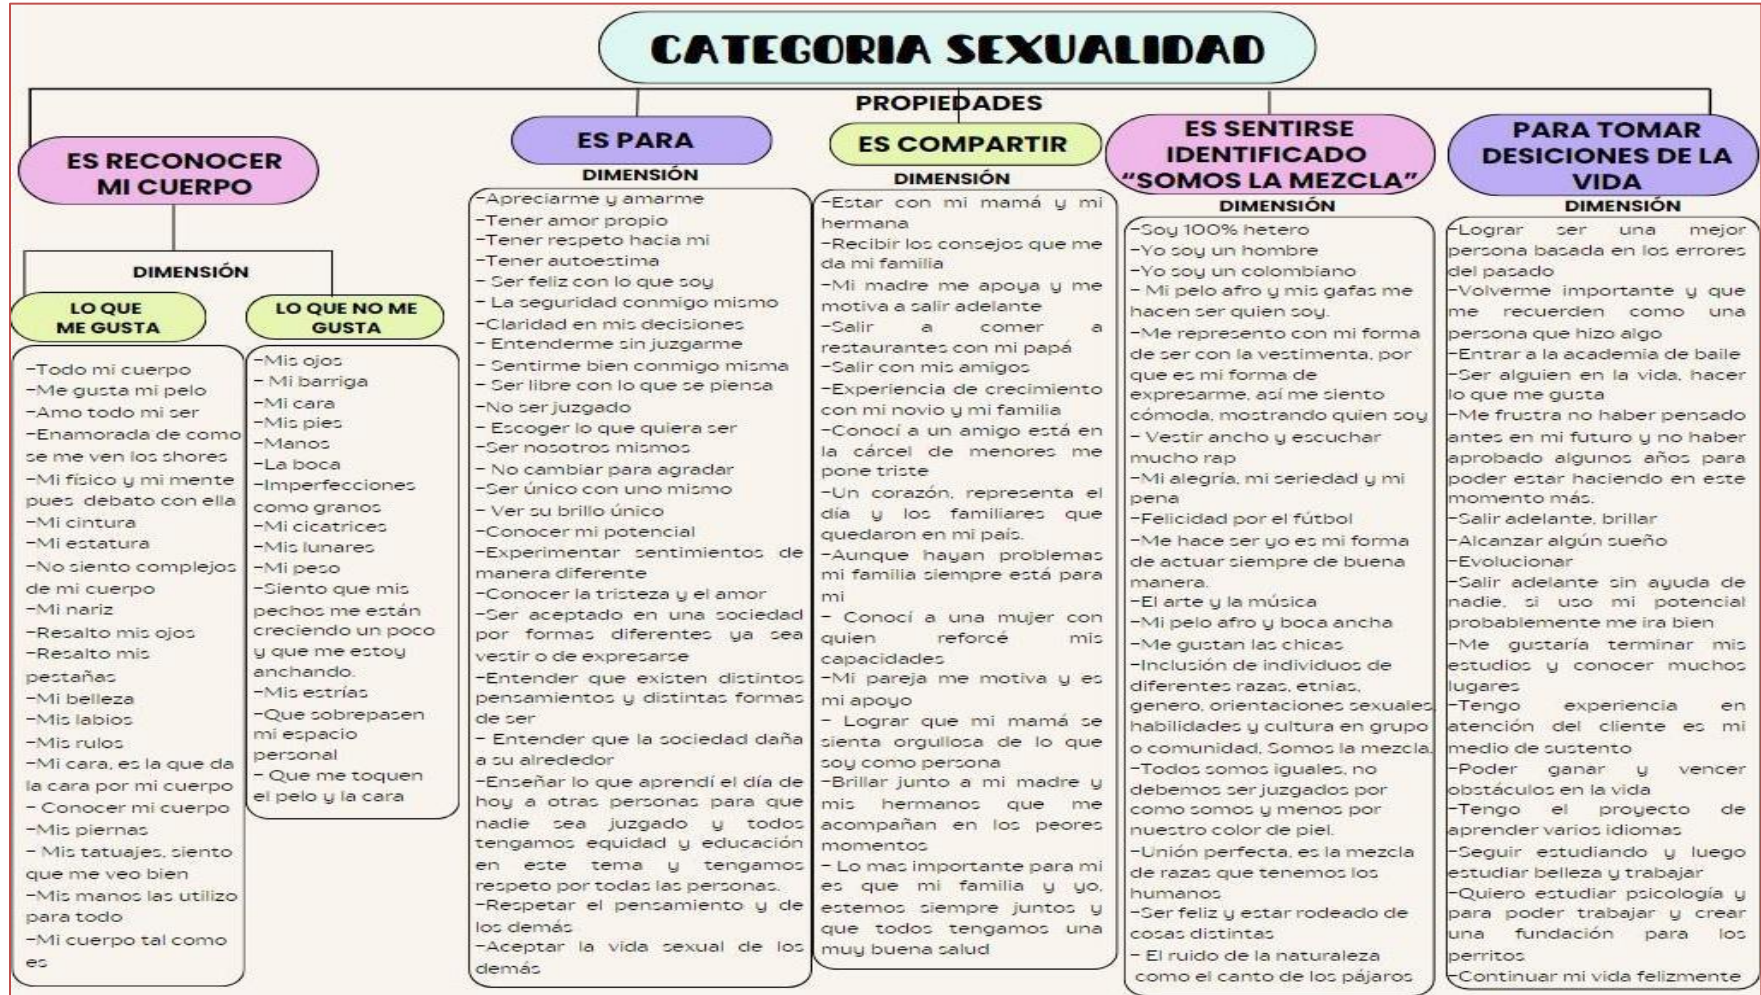 CATEGORIA SEXUALIDAD
PROPIEDADES
ES RECONOCER
MI CUERPO
DIMENSIÓN
LO QUE
ME GUSTA
-Todo mi cuerpo
-Me gusta mi pelo
-Amo todo mi ser
-Enamorada de como
se me ven los shores
-Mi físico y mi mente
pues debato con ella
-Mi cintura
-Mi estatura
-No siento complejos
de mi cuerpo
-Mi nariz
-Resalto mis ojos
-Resalto mis
pestañas
-Mi belleza
-Mis labios
-Mis rulos
-Mi cara, es la que da
la cara por mi cuerpo
- Conocer mi cuerpo
-Mis piernas
- Mis tatuajes, siento
que me veo bien
-Mis manos las utilizo
para todo
-Mi cuerpo tal como
es
LO QUE NO ME
GUSTA
-Mis ojos
- Mi barriga
-Mi cara
-Mis pies
-Manos
-La boca
-Imperfecciones
como granos
-Mi cicatrices
-Mis lunares
-Mi peso
-Siento que mis
pechos me están
creciendo un poco
y que me estoy
anchando.
-Mis estrías
-Que sobrepasen
mi espacio
personal
- Que me toquen
el pelo y la cara
ES PARA
DIMENSIÓN
-Apreciarme y amarme
-Tener amor propio
-Tener respeto hacia mi
-Tener autoestima
- Ser feliz con lo que soy
- La seguridad conmigo mismo
-Claridad en mis decisiones
- Entenderme sin juzgarme
- Sentirme bien conmigo misma
- Ser libre con lo que se piensa
-No ser juzgado
- Escoger lo que quiera ser
-Ser nosotros mismos
- No cambiar para agradar
-Ser único con uno mismo
- Ver su brillo único
-Conocer mi potencial
-Experimentar sentimientos de
manera diferente
-Conocer la tristeza y el amor
-Ser aceptado en una sociedad
por formas diferentes ya sea
vestir o de expresarse
-Entender que existen distintos
pensamientos y distintas formas
de ser
- Entender que la sociedad daña
a su alrededor
-Enseñar lo que aprendí el día de
hoy a otras personas para que
nadie sea juzgado y todos
tengamos equidad y educación
en este tema y tengamos
respeto por todas las personas.
-Respetar el pensamiento y de
los demás
-Aceptar la vida sexual de los
demás
ES COMPARTIR
DIMENSIÓN
-Estar con mi mamá y mi
hermana
-Recibir los consejos que me
da mi familia
-Mi madre me apoya y me
motiva a salir adelante
-Salir a comer a
restaurantes con mi papá
-Salir con mis amigos
-Experiencia de crecimiento
con mi novio y mi familia
-Conocí a un amigo está en
la cárcel de menores me
pone triste
-Un corazón, representa el
día y los familiares que
quedaron en mi país.
-Aunque hayan problemas
mi familia siempre está para
mi
- Conocí a una mujer con
quien reforcé mis
capacidades
-Mi pareja me motiva y es
mi apoyo
- Lograr que mi mamá se
sienta orgullosa de lo que
soy como persona
-Brillar junto a mi madre y
mis hermanos que me
acompañan en los peores
momentos
- Lo mas importante para mi
es que mi familia y yo,
estemos siempre juntos y
que todos tengamos una
muy buena salud
ES SENTIRSE
IDENTIFICADO
“SOMOS LA MEZCLA”
DIMENSIÓN
-Soy 100% heteró
-Yo soy un hombre
-Yo soy un colombiano
- Mi pelo afro y mis gafas me
hacen ser quien soy.
-Me represento con mi forma
de ser con la vestimenta, por
que es mi forma de
expresarme, así me siento
cómoda, mostrando quien soy
- Vestir ancho y escuchar
mucho rap
-Mi alegría, mi seriedad y mi
pena
-Felicidad por el fútbol
-Me hace ser yo es mi forma
de actuar siempre de buena
manera.
-El arte y la música
-Mi pelo afro y boca ancha
-Me gustan las chicas
-Inclusión de individuos de
diferentes razas, etnias,
genero, orientaciones sexuales,
habilidades y cultura en grupo
o comunidad, Somos la mezcla.
-Todos somos iguales, no
debemos ser juzgados por
como somos y menos por
nuestro color de piel.
-Unión perfecta, es la mezcla
de razas que tenemos los
humanos
-Ser feliz y estar rodeado de
cosas distintas
- El ruido de la naturaleza
como el canto de los pájaros
PARA TOMAR
DESICIONES DE LA
VIDA
DIMENSIÓN
-Lograr ser una mejor
persona basada en los errores
del pasado
-Volverme importante y que
me recuerden como una
persona que hizo algo
-Entrar a la academia de baile
-Ser alguien en la vida, hacer
lo que me gusta
-Me frustra no haber pensado
antes en mi futuro y no haber
aprobado algunos años para
poder estar haciendo en este
momento más.
-Salir adelante, brillar
-Alcanzar algún sueño
-Evolucionar
-Salir adelante sin ayuda de
nadie, si uso mi potencial
probablemente me ira bien
-Me gustaría terminar mis
estudios y conocer muchos
lugares
-Tengo experiencia en
atención del cliente es mi
medio de sustento
-Poder ganar y vencer
obstáculos en la vida
-Tengo el proyecto de
aprender varios idiomas
-Seguir estudiando y luego
estudiar belleza y trabajar
-Quiero estudiar psicología y
para poder trabajar y crear
una fundación para los
perritos
-Continuar mi vida felizmente